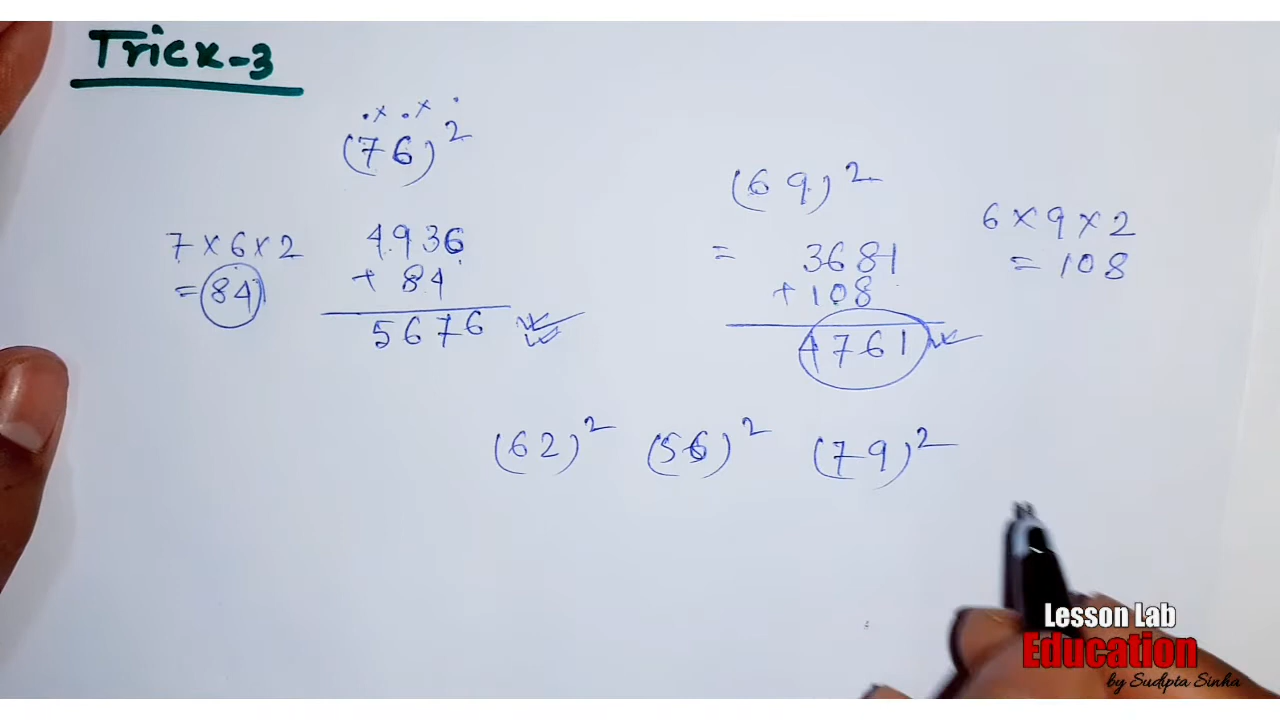 Trick-3
(76)²
7×6×2
= 84
4936
+ 84
5676
(69)²
= 3681
+ 108
4761
6×9×2
= 108
(62)² (56)² (79)²
Lesson Lab
Education
by Sudipta Sinha